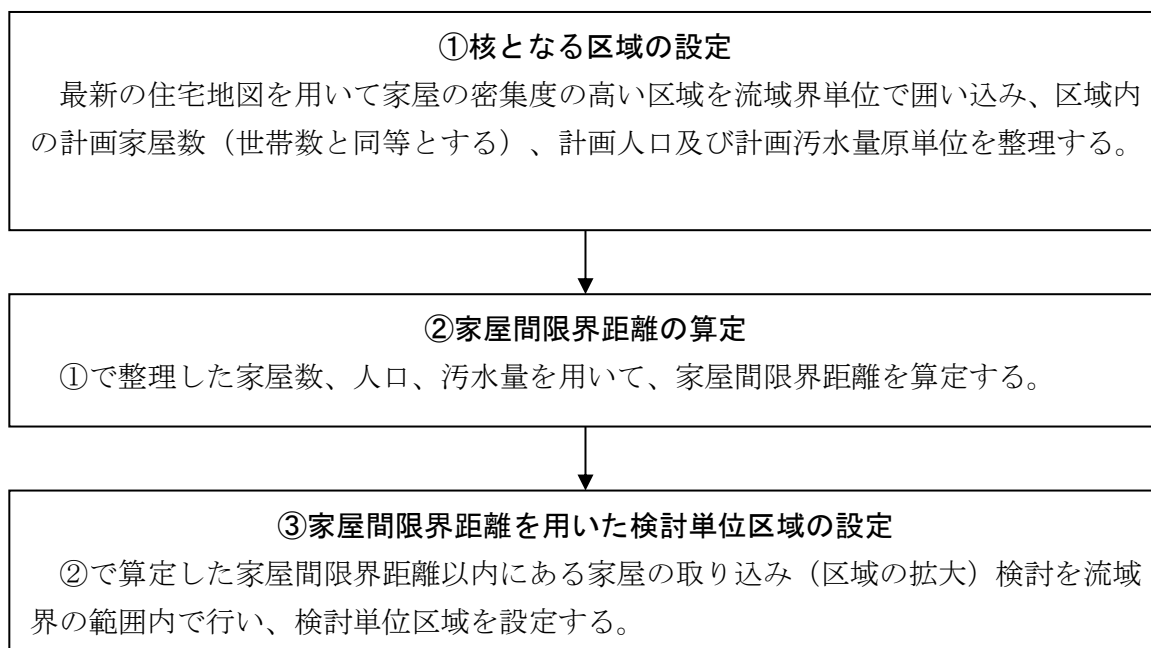 ①核となる区域の設定
最新の住宅地図を用いて家屋の密集度の高い区域を流域界単位で囲い込み、区域内
の計画家屋数（世帯数と同等とする）、計画人口及び計画汚水量原単位を整理する。
②家屋間限界距離の算定
①で整理した家屋数、人口、汚水量を用いて、家屋間限界距離を算定する。
③家屋間限界距離を用いた検討単位区域の設定
②で算定した家屋間限界距離以内にある家屋の取り込み（区域の拡大）検討を流域
界の範囲内で行い、検討単位区域を設定する。